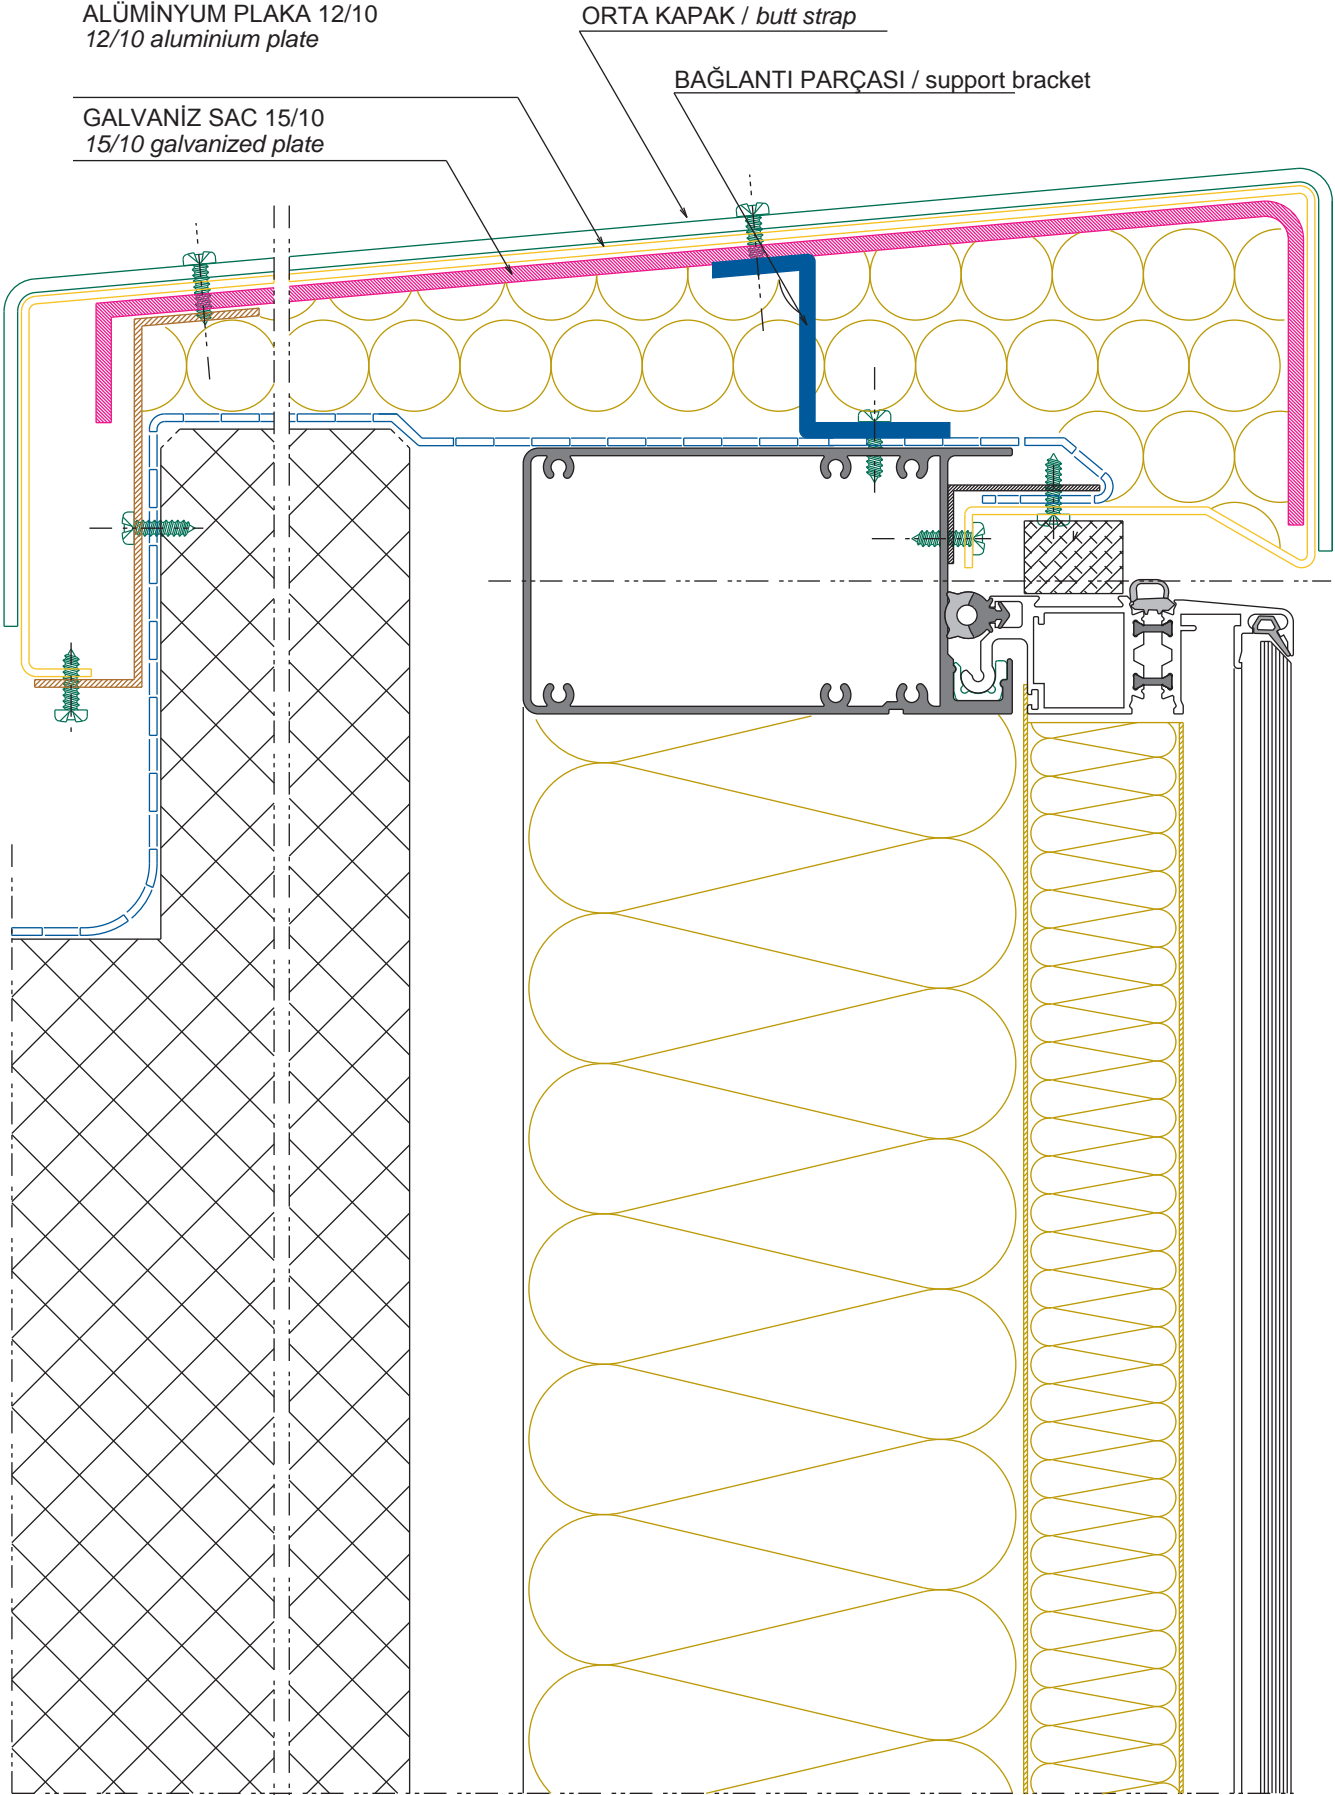 ALÜMİNYUM PLAKA 12/10
12/10 aluminium plate
ORTA KAPAK / butt strap
BAĞLANTI PARÇASI / support bracket
GALVANİZ SAC 15/10
15/10 galvanized plate